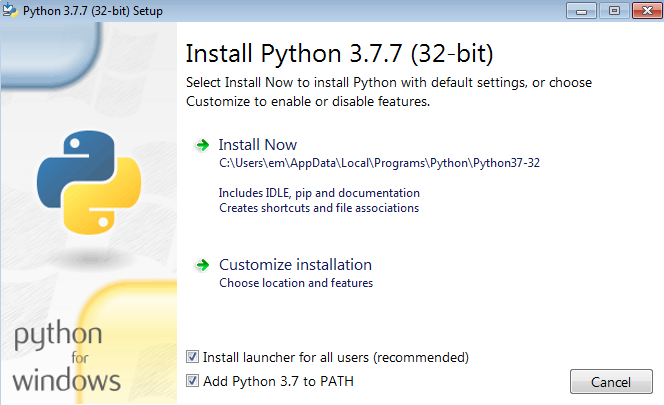 Python 3.7.7 (32-bit) Setup
Install Python 3.7.7 (32-bit)
Select Install Now to install Python with default settings, or choose
Customize to enable or disable features.
Install Now
C:\Users\em\AppData\Local\Programs\Python\Python37-32
Includes IDLE, pip and documentation
Creates shortcuts and file associations
Customize installation
Choose location and features
python
for
windows
Install launcher for all users (recommended)
Add Python 3.7 to PATH
Cancel